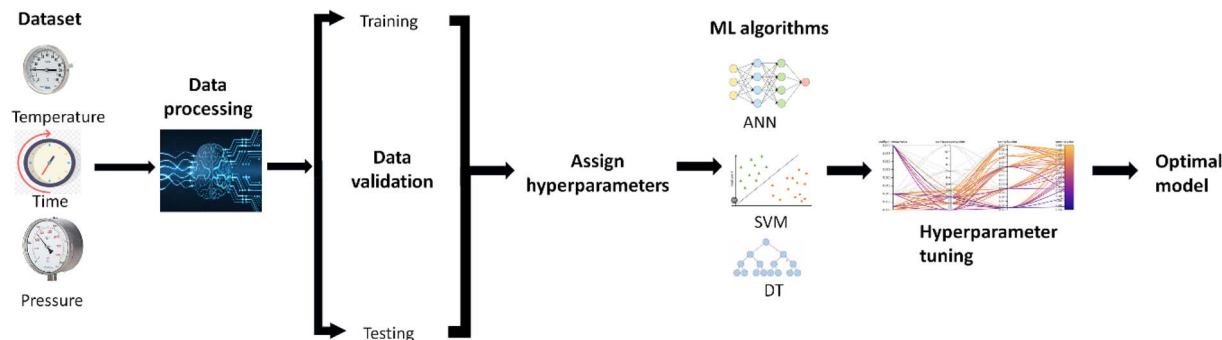 Dataset
Temperature
Time
Pressure
Data
processing
Training
Data
validation
Testing
Assign
hyperparameters
ML algorithms
ANN
SVM
DT
Hyperparameter
tuning
Optimal
model